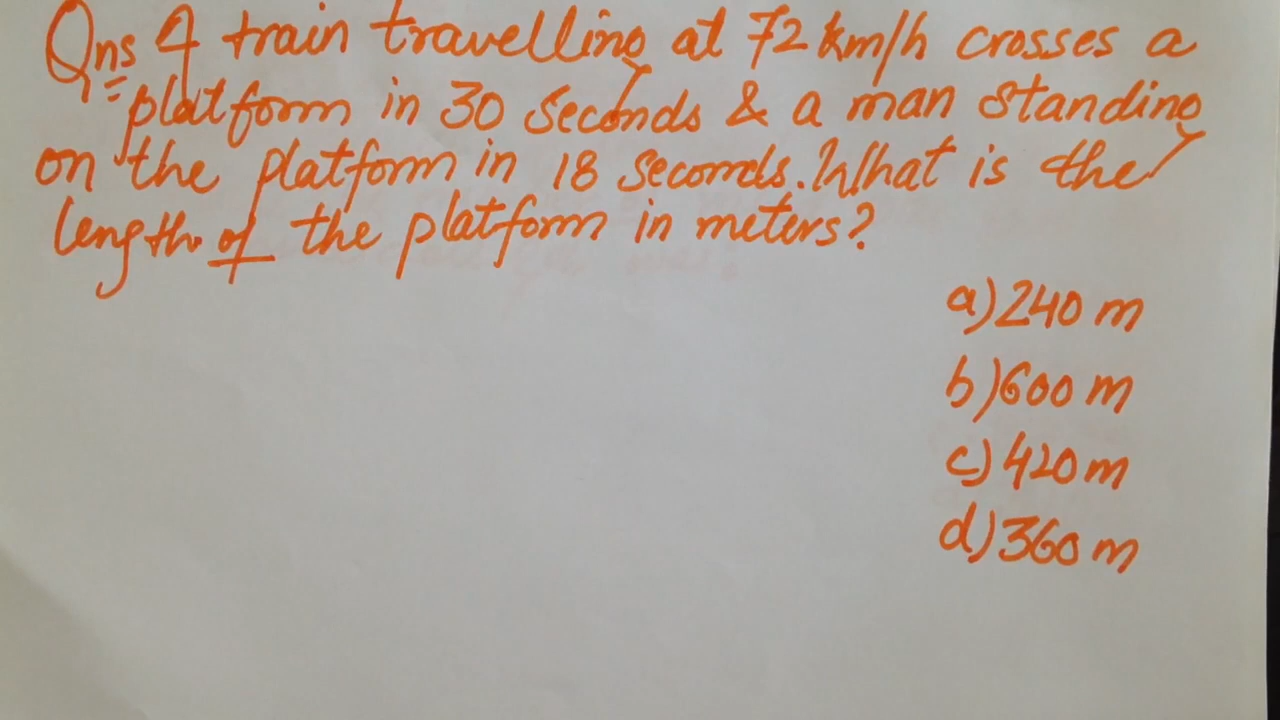 Qns A train travelling at 72 km/h crosses a
platform in 30 seconds & a man standing
on the platform in 18 seconds. What is the
length of the platform in meters?
a) 240 m
b) 600 m
c) 420 m
d) 360 m